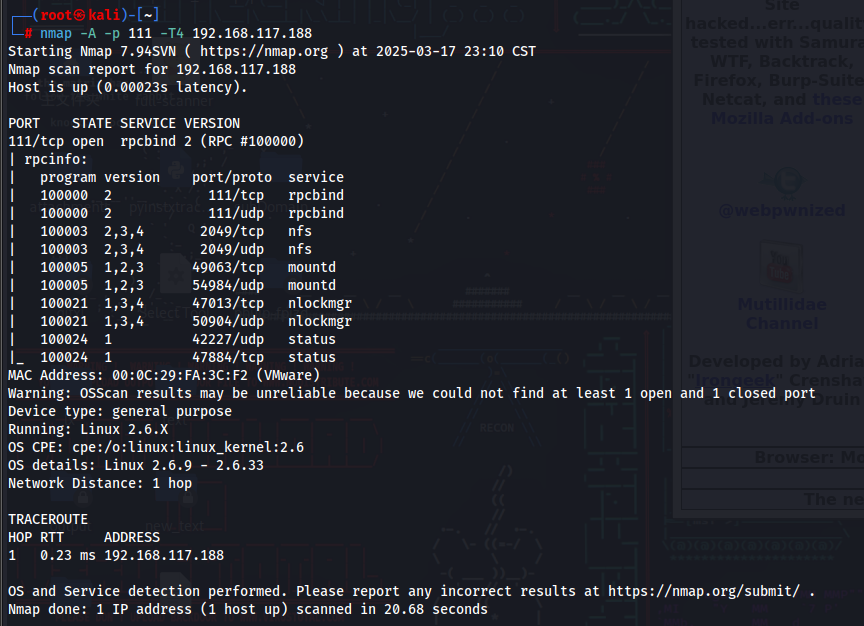 ┌──(root㉿kali)-[~]
└─# nmap -A -p 111 -T4 192.168.117.188
Starting Nmap 7.94SVN ( https://nmap.org ) at 2025-03-17 23:10 CST
Nmap scan report for 192.168.117.188
Host is up (0.00023s latency).

PORT    STATE SERVICE VERSION
111/tcp open  rpcbind 2 (RPC #100000)
| rpcinfo:
|   program version    port/proto  service
|   100000  2            111/tcp  rpcbind
|   100000  2            111/udp  rpcbind
|   100003  2,3,4       2049/tcp  nfs
|   100003  2,3,4       2049/udp  nfs
|   100005  1,2,3      49063/tcp  mountd
|   100005  1,2,3      54984/udp  mountd
|   100021  1,3,4      47013/tcp  nlockmgr
|   100021  1,3,4      50904/udp  nlockmgr
|   100024  1          42227/udp  status
|_  100024  1          47884/tcp  status
MAC Address: 00:0C:29:FA:3C:F2 (VMware)
Warning: OSScan results may be unreliable because we could not find at least 1 open and 1 closed port
Device type: general purpose
Running: Linux 2.6.X
OS CPE: cpe:/o:linux:linux_kernel:2.6
OS details: Linux 2.6.9 - 2.6.33
Network Distance: 1 hop

TRACEROUTE
HOP RTT     ADDRESS
1   0.23 ms 192.168.117.188

OS and Service detection performed. Please report any incorrect results at https://nmap.org/submit/ .
Nmap done: 1 IP address (1 host up) scanned in 20.68 seconds
Site
hacked...err...qualit
tested with Samura
WTF, Backtrack,
Firefox, Burp-Suite
Netcat, and these
Mozilla Add-ons
@webpwnized
Mutillidae
Channel
Developed by Adria
"Irongeek" Crensha
and Jeremy Druin
Browser: Mo
The ne
// RECON \\
new_text